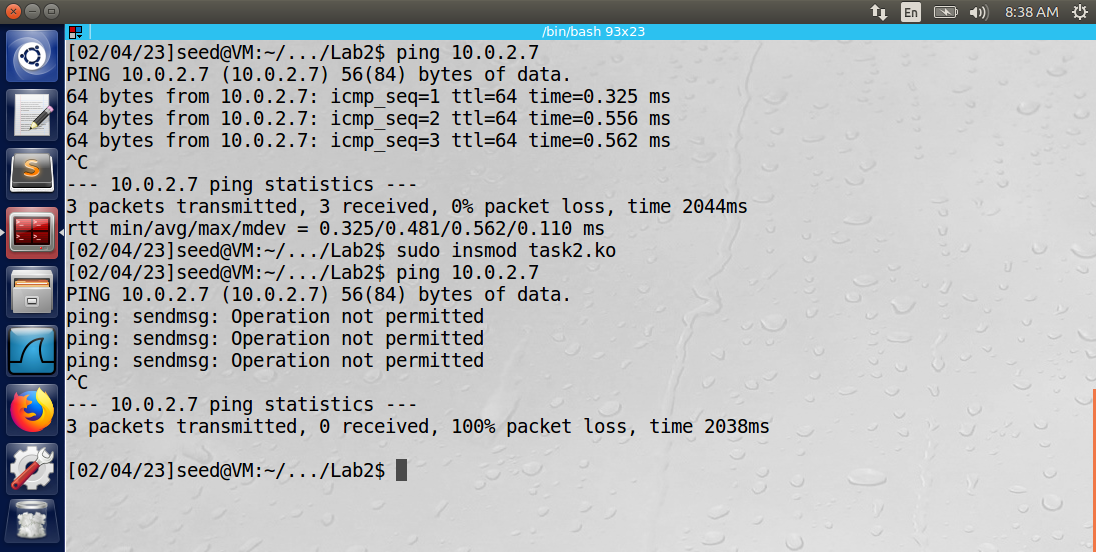 En 8:38 AM
/bin/bash 93x23
[02/04/23]seed@VM:~/.../Lab2$ ping 10.0.2.7
PING 10.0.2.7 (10.0.2.7) 56(84) bytes of data.
64 bytes from 10.0.2.7: icmp_seq=1 ttl=64 time=0.325 ms
64 bytes from 10.0.2.7: icmp_seq=2 ttl=64 time=0.556 ms
64 bytes from 10.0.2.7: icmp_seq=3 ttl=64 time=0.562 ms
^C
--- 10.0.2.7 ping statistics ---
3 packets transmitted, 3 received, 0% packet loss, time 2044ms
rtt min/avg/max/mdev = 0.325/0.481/0.562/0.110 ms
[02/04/23]seed@VM:~/.../Lab2$ sudo insmod task2.ko
[02/04/23]seed@VM:~/.../Lab2$ ping 10.0.2.7
PING 10.0.2.7 (10.0.2.7) 56(84) bytes of data.
ping: sendmsg: Operation not permitted
ping: sendmsg: Operation not permitted
ping: sendmsg: Operation not permitted
^C
--- 10.0.2.7 ping statistics ---
3 packets transmitted, 0 received, 100% packet loss, time 2038ms
[02/04/23]seed@VM:~/.../Lab2$